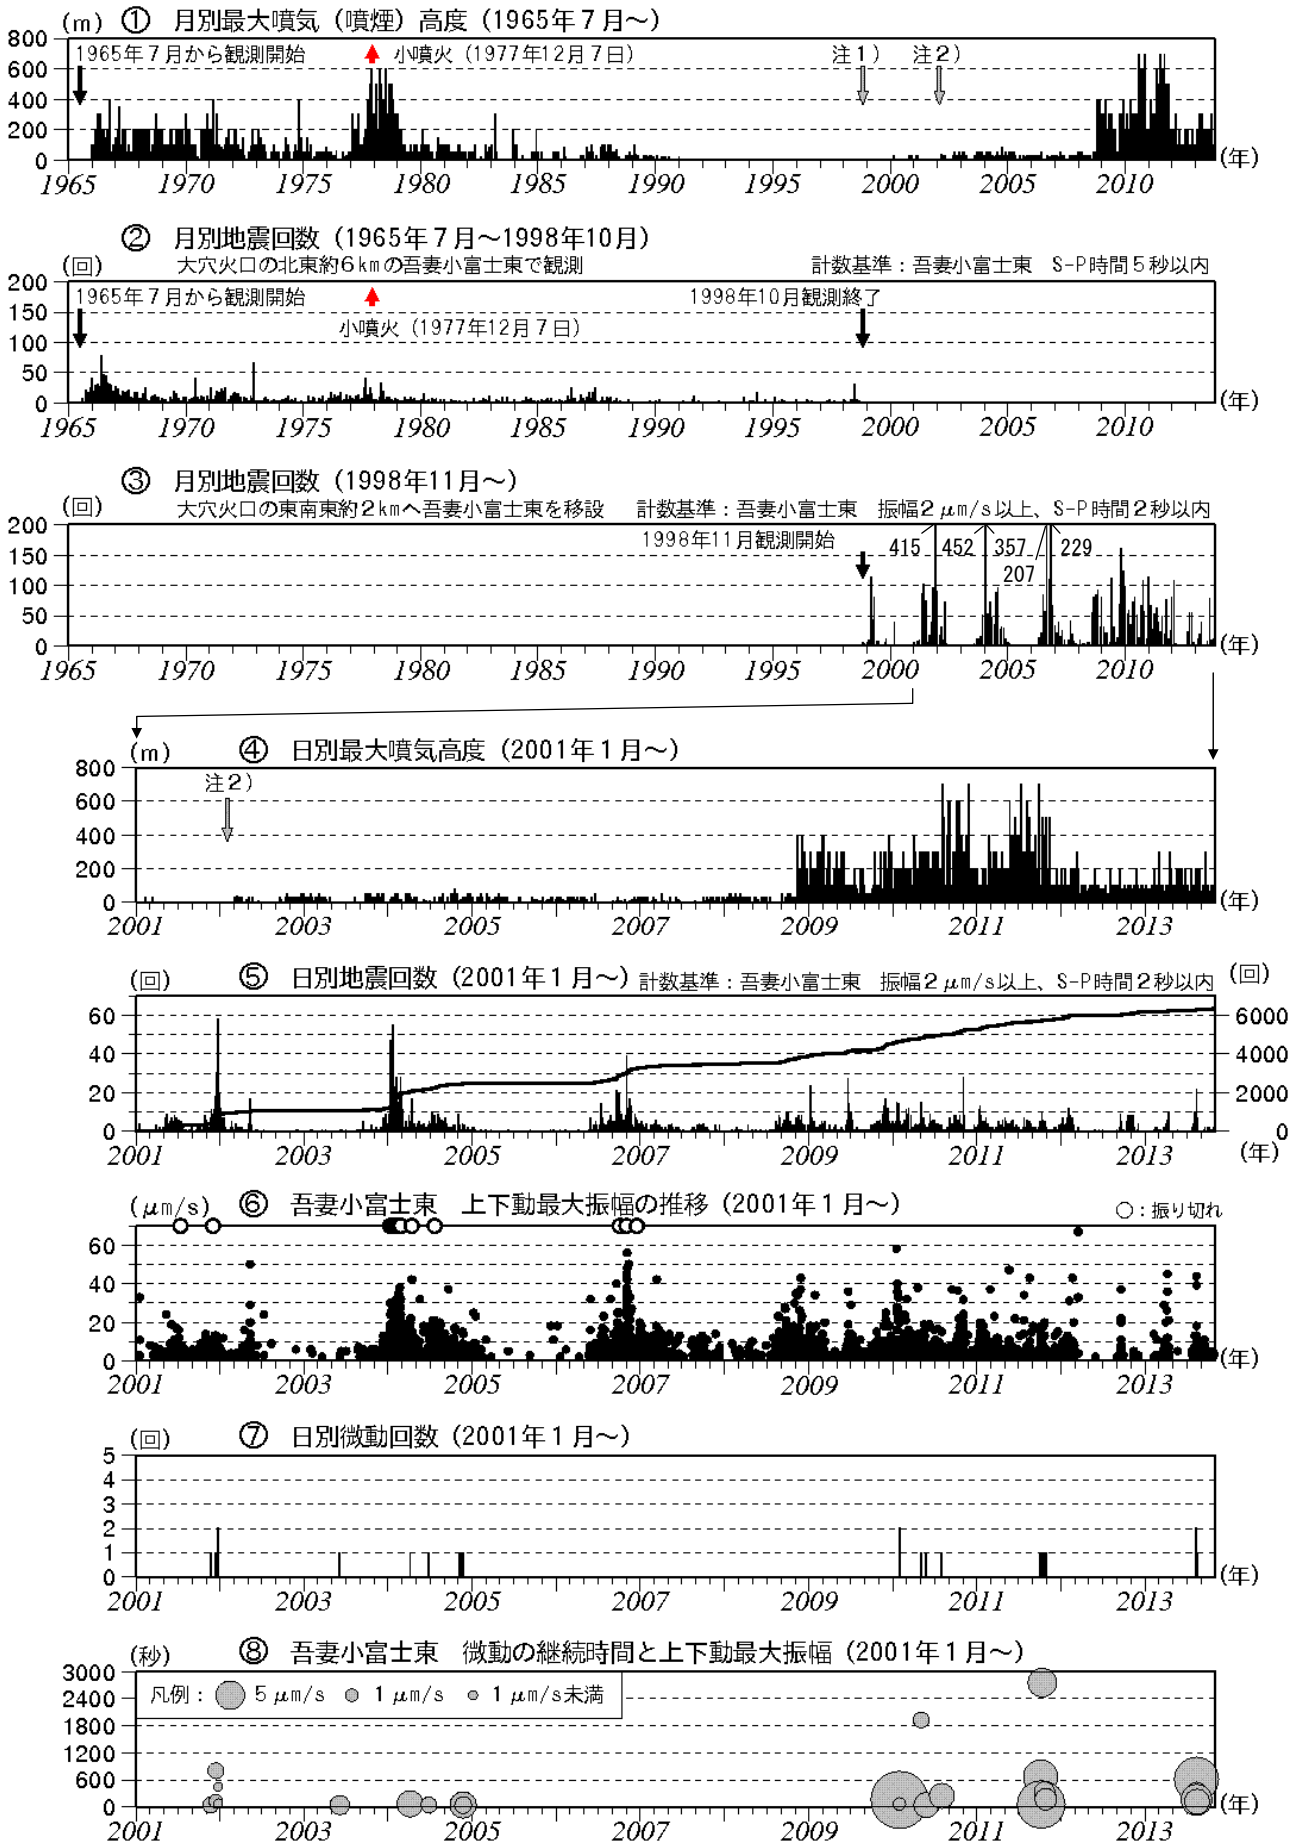 (m) ① 月別最大噴気（噴煙）高度（1965年７月～）
800
600
400
200
0
1965年７月から観測開始
小噴火（1977年12月７日）
注１）
注２）
1965 1970 1975 1980 1985 1990 1995 2000 2005 2010 (年)
(回) ② 月別地震回数（1965年７月～1998年10月）
大穴火口の北東約６kmの吾妻小富士東で観測
計数基準：吾妻小富士東　S-P時間５秒以内
200
150
100
50
0
1965年７月から観測開始
小噴火（1977年12月７日）
1998年10月観測終了
1965 1970 1975 1980 1985 1990 1995 2000 2005 2010 (年)
(回) ③ 月別地震回数（1998年11月～）
大穴火口の東南東約２kmへ吾妻小富士東を移設
計数基準：吾妻小富士東　振幅２μm/s以上、S-P時間２秒以内
200
150
100
50
0
1998年11月観測開始
415 452 357 229
207
1965 1970 1975 1980 1985 1990 1995 2000 2005 2010 (年)
(m) ④ 日別最大噴気高度（2001年１月～）
800
600
400
200
0
注２）
2001 2003 2005 2007 2009 2011 2013 (年)
(回) ⑤ 日別地震回数（2001年１月～） 計数基準：吾妻小富士東　振幅２μm/s以上、S-P時間２秒以内 (回)
60 6000
40 4000
20 2000
0 0
2001 2003 2005 2007 2009 2011 2013 (年)
(μm/s) ⑥ 吾妻小富士東　上下動最大振幅の推移（2001年１月～）
○：振り切れ
60
40
20
0
2001 2003 2005 2007 2009 2011 2013 (年)
(回) ⑦ 日別微動回数（2001年１月～）
5
4
3
2
1
0
2001 2003 2005 2007 2009 2011 2013 (年)
(秒) ⑧ 吾妻小富士東　微動の継続時間と上下動最大振幅（2001年１月～）
3000
2400
1800
1200
600
0
凡例： 5 μm/s 1 μm/s 1 μm/s未満
2001 2003 2005 2007 2009 2011 2013 (年)